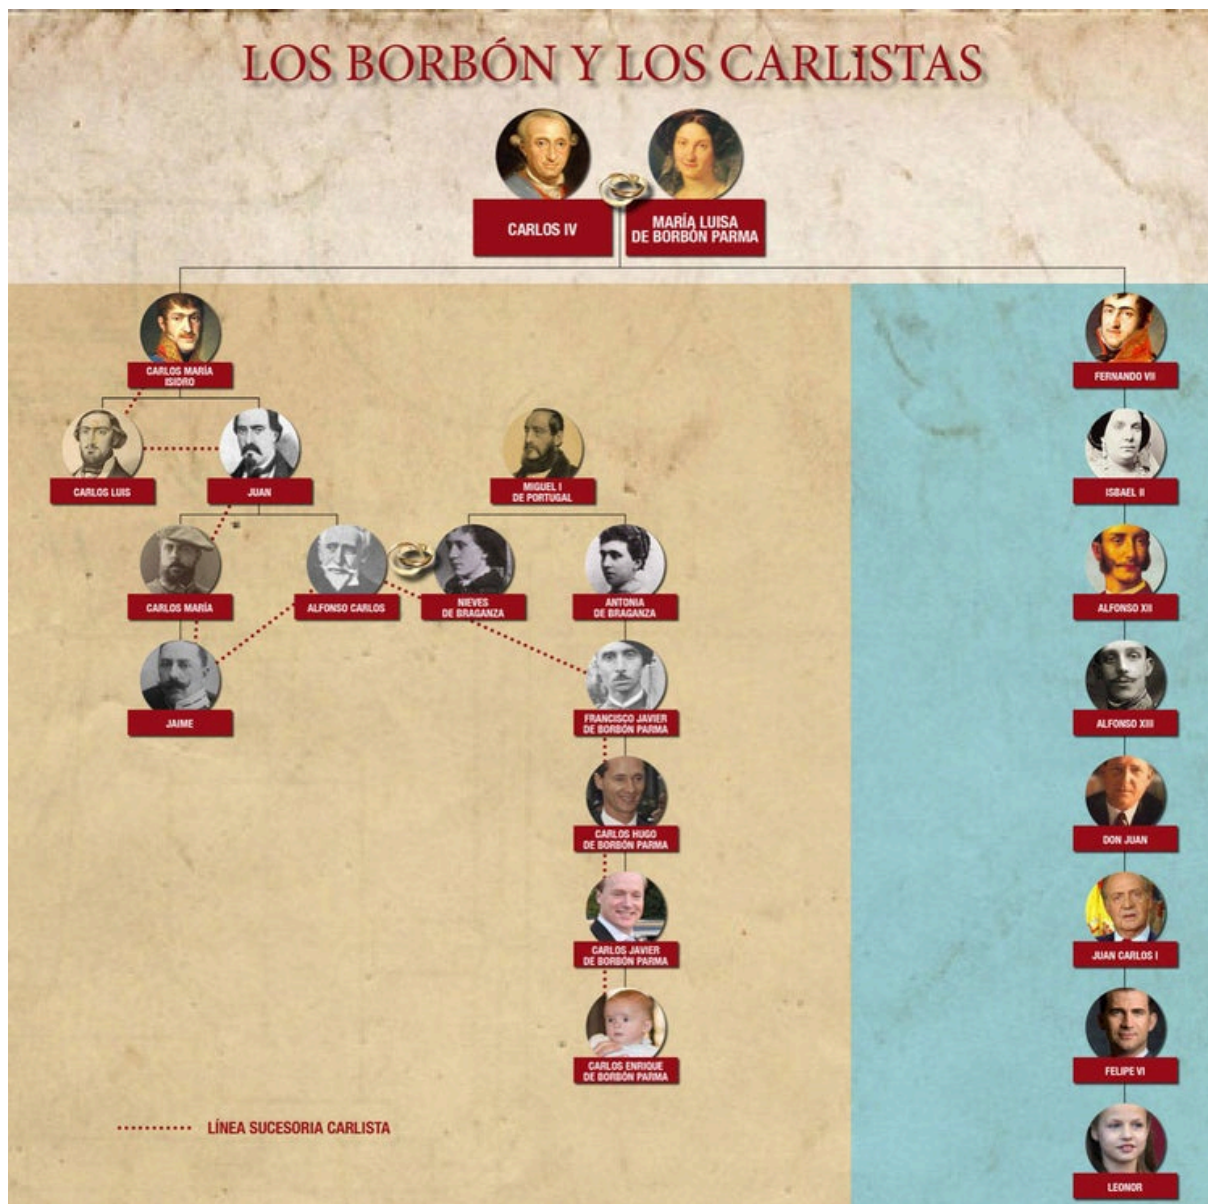 LOS BORBÓN Y LOS CARLISTAS
CARLOS IV
MARÍA LUISA
DE BORBÓN PARMA
CARLOS MARÍA
ISIDRO
FERNANDO VII
CARLOS LUIS
JUAN
MIGUEL I
DE PORTUGAL
ISBAEL II
CARLOS MARÍA
ALFONSO CARLOS
NIEVES
DE BRAGANZA
ANTONIA
DE BRAGANZA
ALFONSO XII
JAIME
FRANCISCO JAVIER
DE BORBÓN PARMA
ALFONSO XIII
CARLOS HUGO
DE BORBÓN PARMA
DON JUAN
CARLOS JAVIER
DE BORBÓN PARMA
JUAN CARLOS I
CARLOS ENRIQUE
DE BORBÓN PARMA
FELIPE VI
LÍNEA SUCESORIA CARLISTA
LEONOR